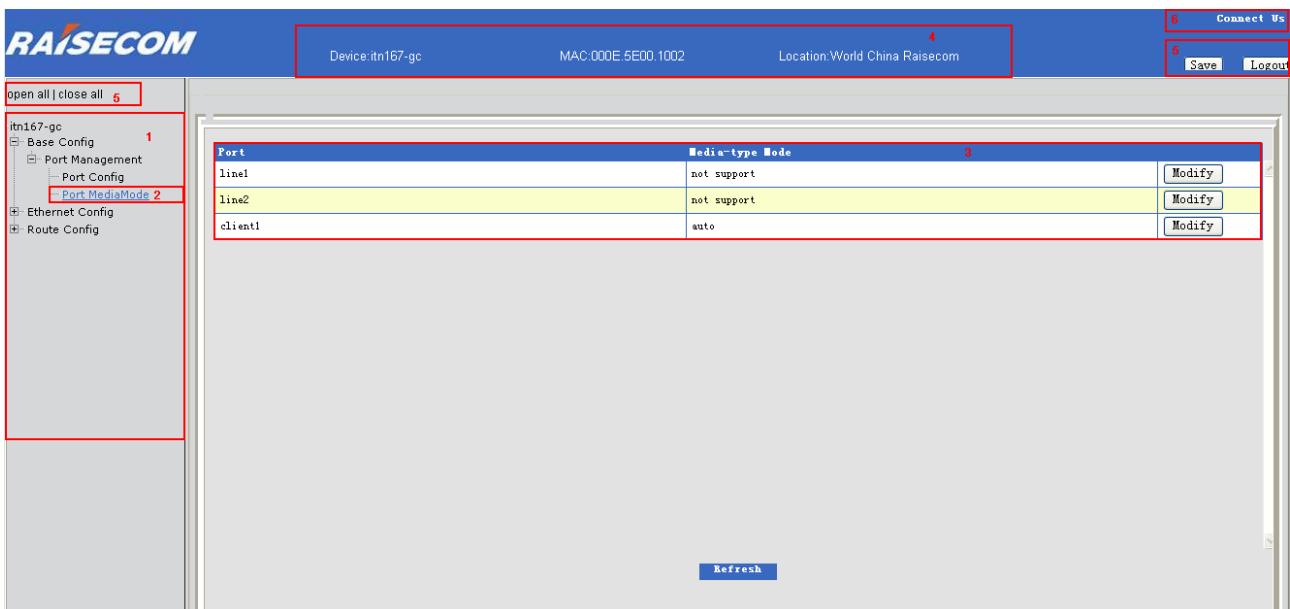 6 Connect Us
RAISECOM
4
Device:itn167-gc MAC:000E.5E00.1002 Location:World China Raisecom
5
Save Logout
open all | close all 5
itn167-gc
1
Base Config
Port Management
Port Config
Port MediaMode 2
Ethernet Config
Route Config
Port Media-type Mode 3
line1 not support Modify
line2 not support Modify
client1 auto Modify
Refresh